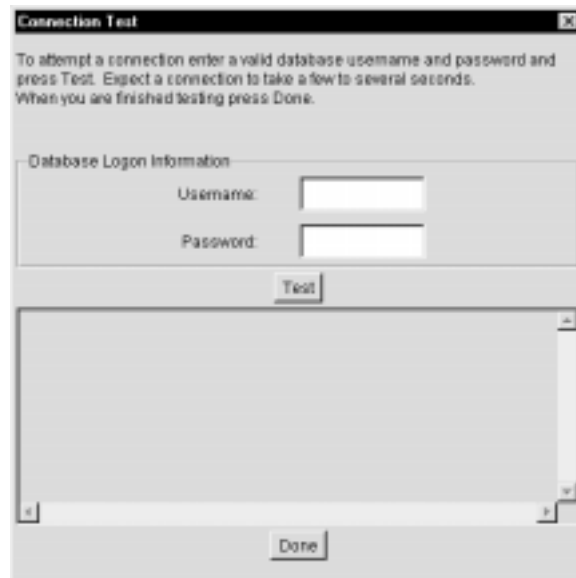 Connection Test
To attempt a connection enter a valid database username and password and
press Test. Expect a connection to take a few to several seconds.
When you are finished testing press Done.
Database Logon Information
Username:
Password:
Test
Done